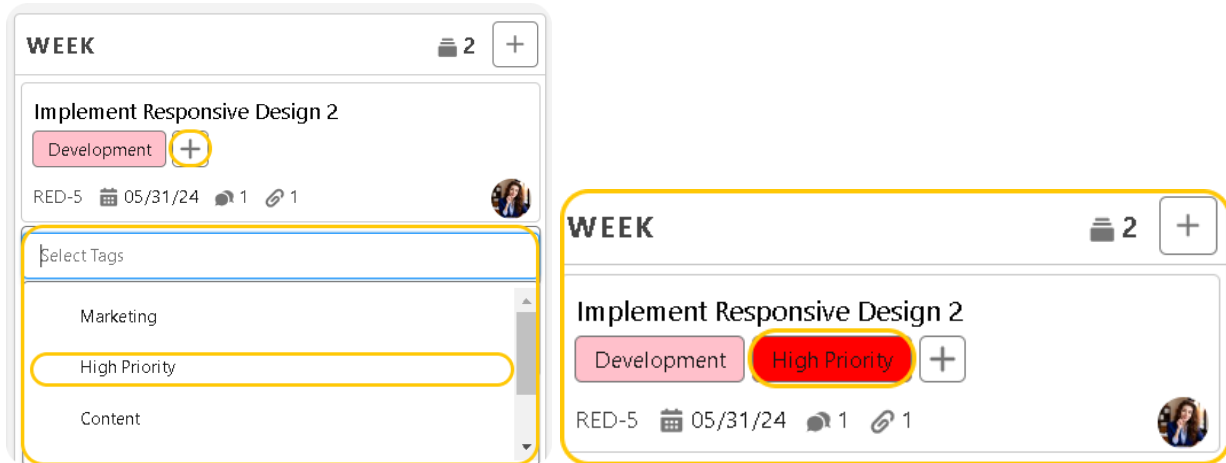 WEEK 2
Implement Responsive Design 2
Development
RED-5 05/31/24 1 1
Select Tags
Marketing
High Priority
Content
WEEK 2
Implement Responsive Design 2
Development High Priority
RED-5 05/31/24 1 1